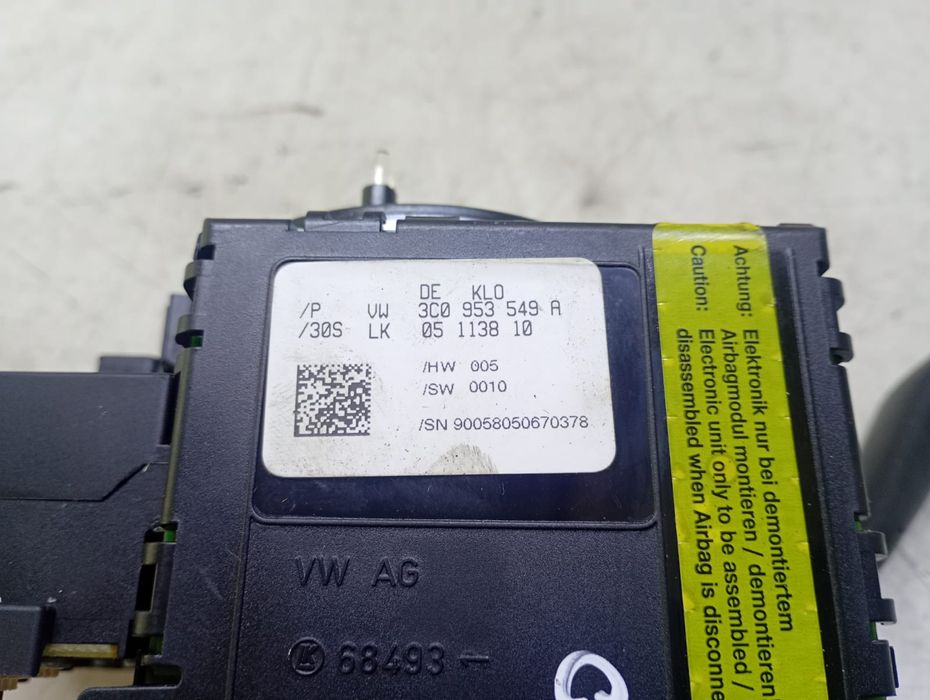 DE KLO
/P VW 3C0 953 549 A
/30S LK 05 1138 10
/HW 005
/SW 0010
/SN 90058050670378
VW AG
LK 68493 1
Achtung: Elektronik nur bei demontiertem
Airbagmodul montieren / demontieren
Caution: Electronic unit only to be assembled /
disassembled when Airbag is disconne